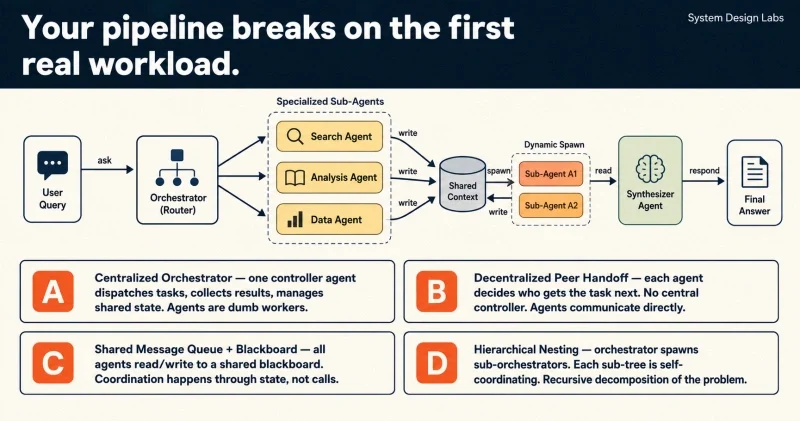 Your pipeline breaks on the first
real workload.
System Design Labs
Specialized Sub-Agents
User
Query
ask
Orchestrator
(Router)
Search Agent
Analysis Agent
Data Agent
write
write
write
Shared
Context
spawn
write
Dynamic Spawn
Sub-Agent A1
Sub-Agent A2
read
Synthesizer
Agent
respond
Final
Answer
A
Centralized Orchestrator — one controller agent
dispatches tasks, collects results, manages
shared state. Agents are dumb workers.
B
Decentralized Peer Handoff — each agent
decides who gets the task next. No central
controller. Agents communicate directly.
C
Shared Message Queue + Blackboard — all
agents read/write to a shared blackboard.
Coordination happens through state, not calls.
D
Hierarchical Nesting — orchestrator spawns
sub-orchestrators. Each sub-tree is self-
coordinating. Recursive decomposition of the problem.